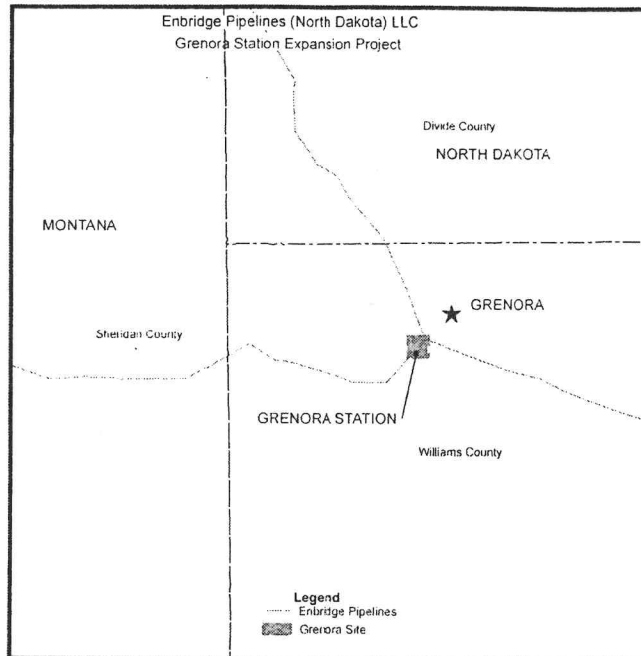 Enbridge Pipelines (North Dakota) LLC
Grenora Station Expansion Project
Divide County
NORTH DAKOTA
MONTANA
GRENORA
Sheridan County
GRENORA STATION
Williams County
Legend
Enbridge Pipelines
Grenora Site